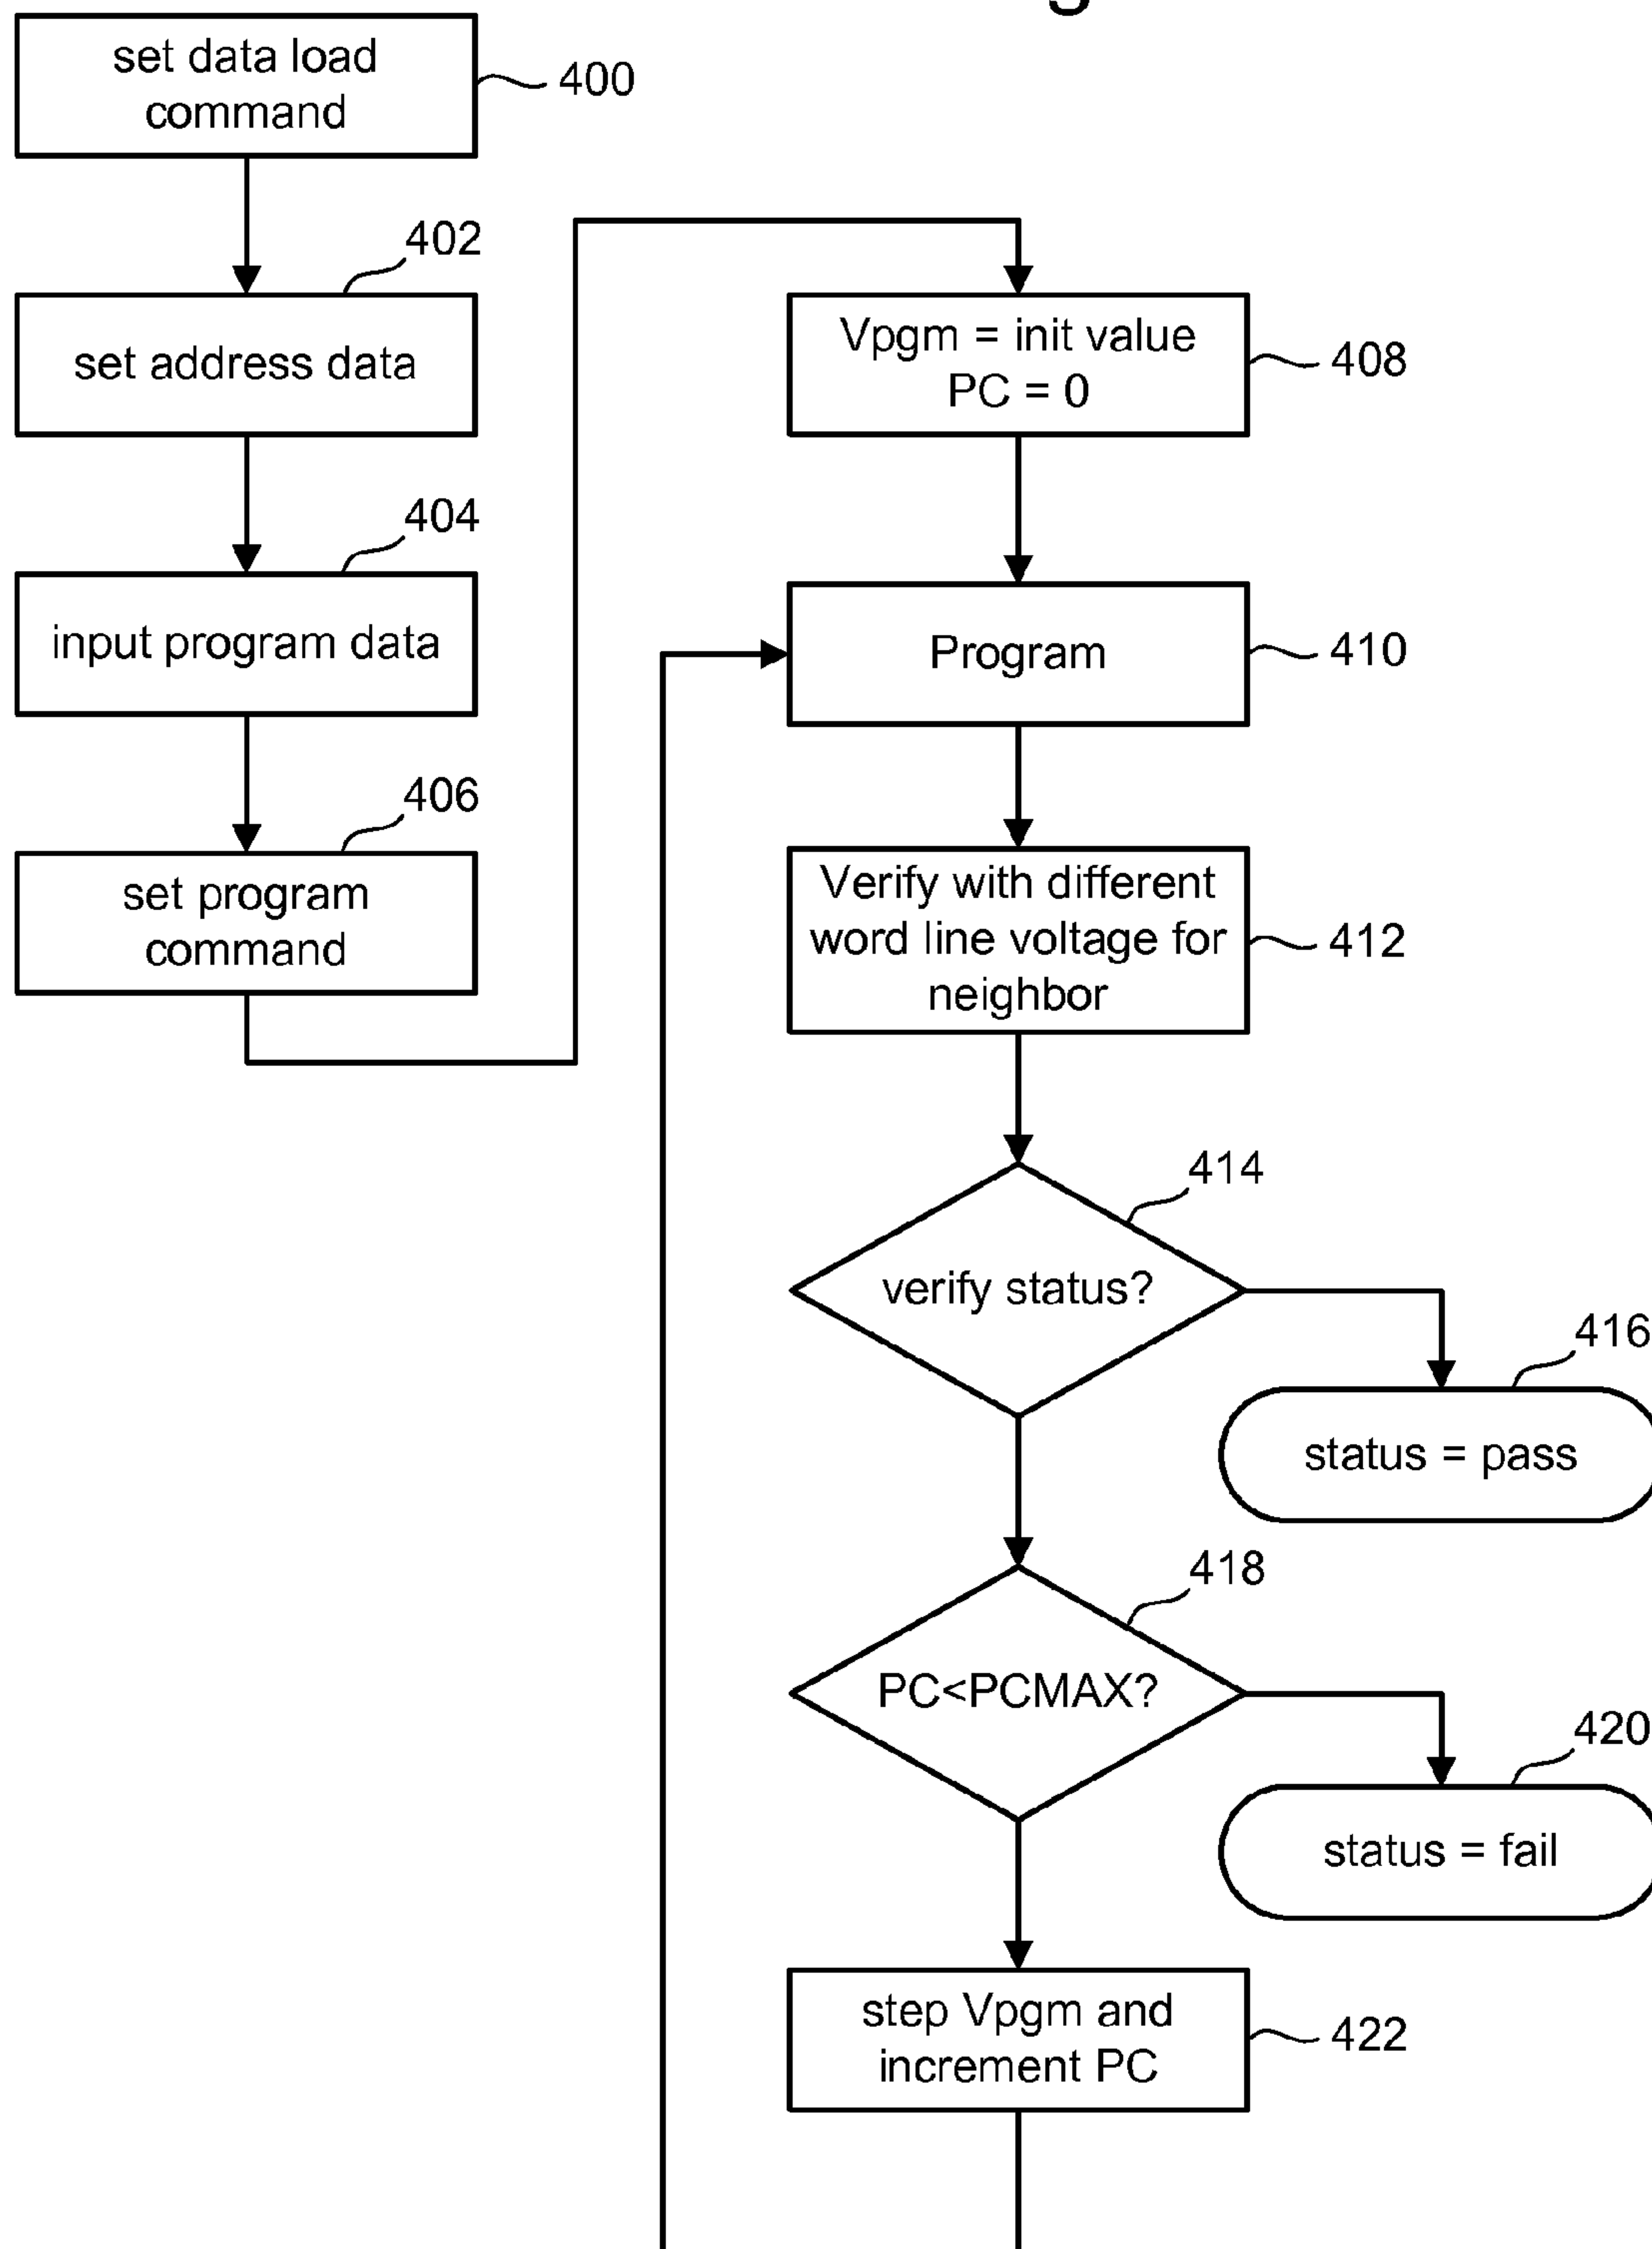 set data load
command
400
402
set address data
404
input program data
406
set program
command
Vpgm = init value
PC = 0
408
Program
410
Verify with different
word line voltage for
neighbor
412
414
verify status?
416
status = pass
418
PC<PCMAX?
420
status = fail
step Vpgm and
increment PC
422